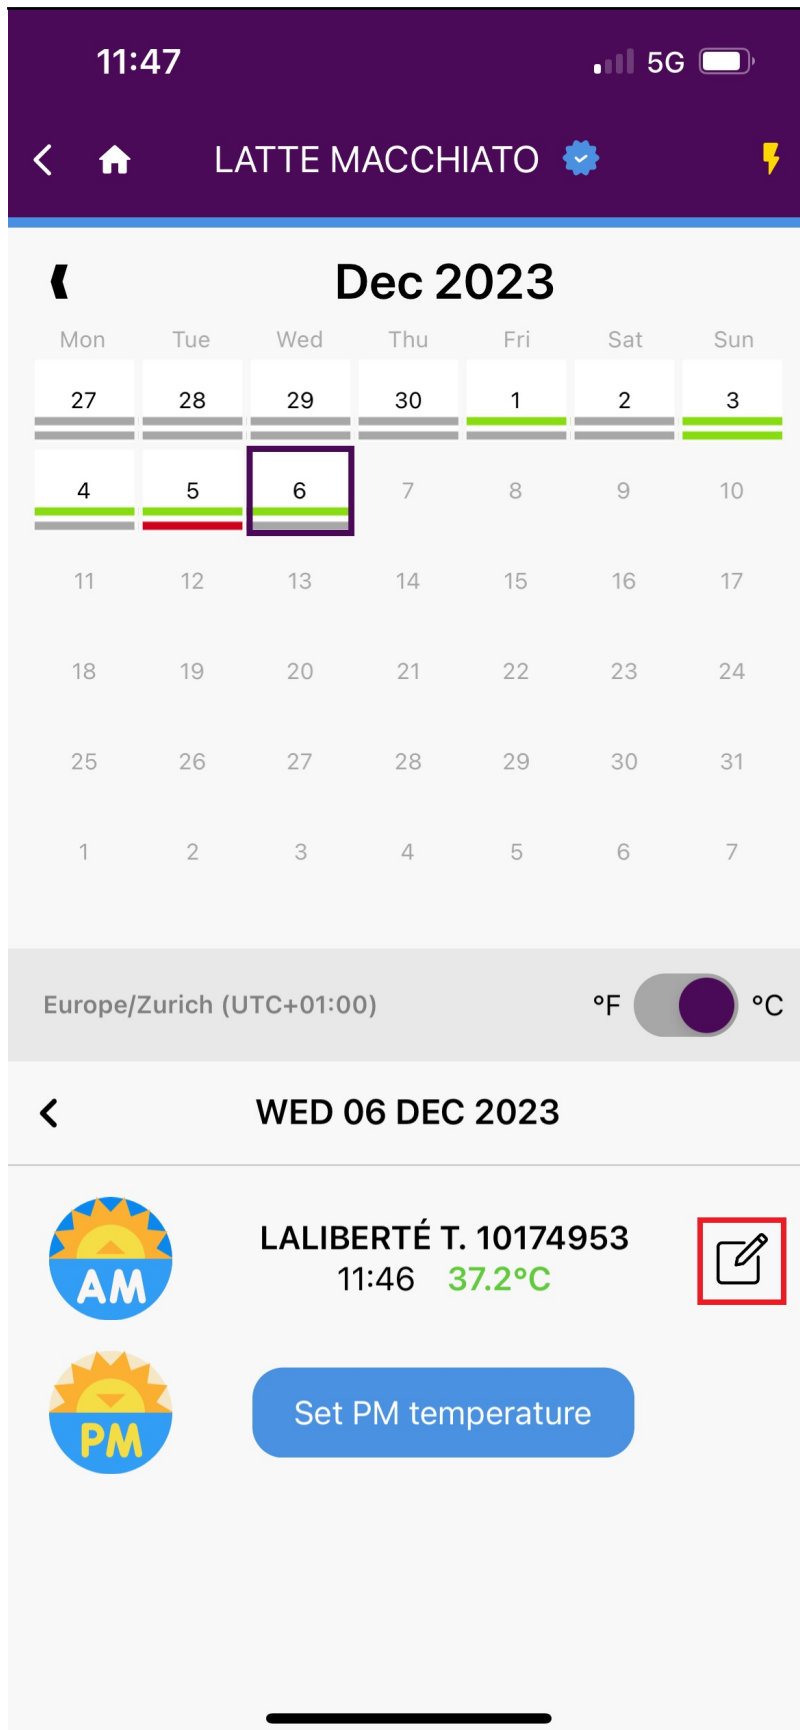 11:47 5G
LATTE MACCHIATO
Dec 2023
Mon Tue Wed Thu Fri Sat Sun
27 28 29 30 1 2 3
4 5 6 7 8 9 10
11 12 13 14 15 16 17
18 19 20 21 22 23 24
25 26 27 28 29 30 31
1 2 3 4 5 6 7
Europe/Zurich (UTC+01:00) °F °C
WED 06 DEC 2023
AM
LALIBERTÉ T. 10174953
11:46 37.2°C
PM
Set PM temperature